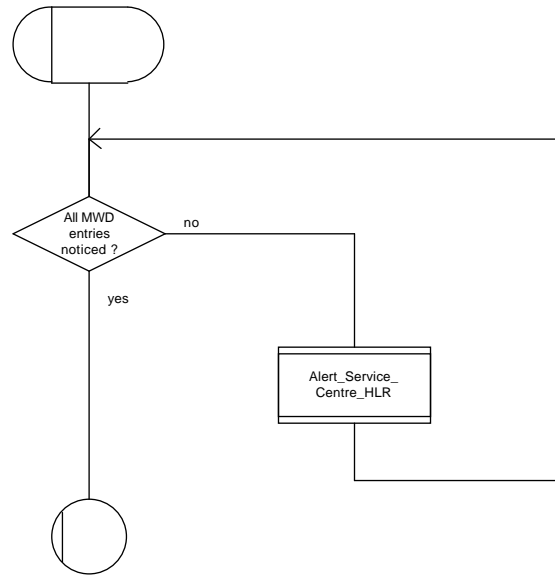 All MWD
entries
noticed ?
no
yes
Alert_Service_
Centre_HLR